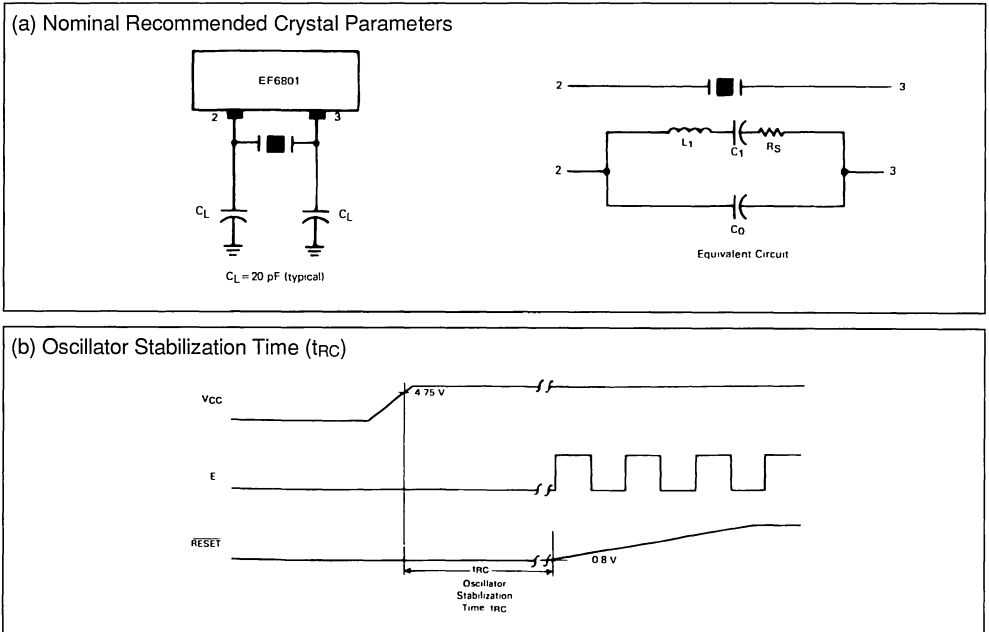 (a) Nominal Recommended Crystal Parameters
EF6801
2
3
CL
CL
CL = 20 pF (typical)
2
3
L1
C1
RS
2
3
C0
Equivalent Circuit
(b) Oscillator Stabilization Time (tRC)
VCC
4 75 V
E
RESET
0 8 V
tRC
Oscillator
Stabilization
Time tRC